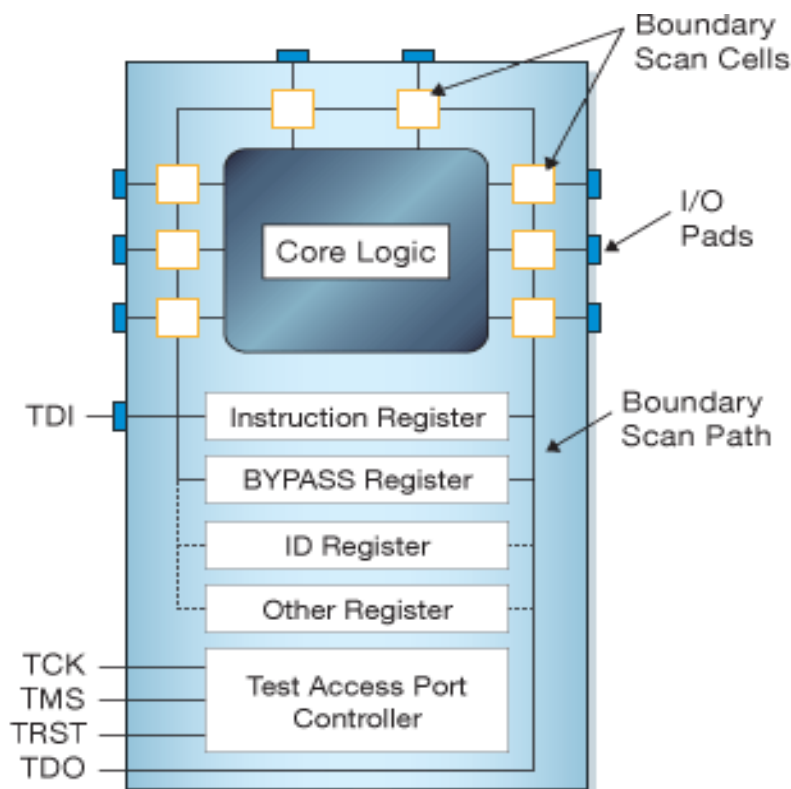 Boundary
Scan Cells
I/O
Pads
Core Logic
TDI
Instruction Register
Boundary
Scan Path
BYPASS Register
ID Register
Other Register
TCK
TMS
TRST
TDO
Test Access Port
Controller